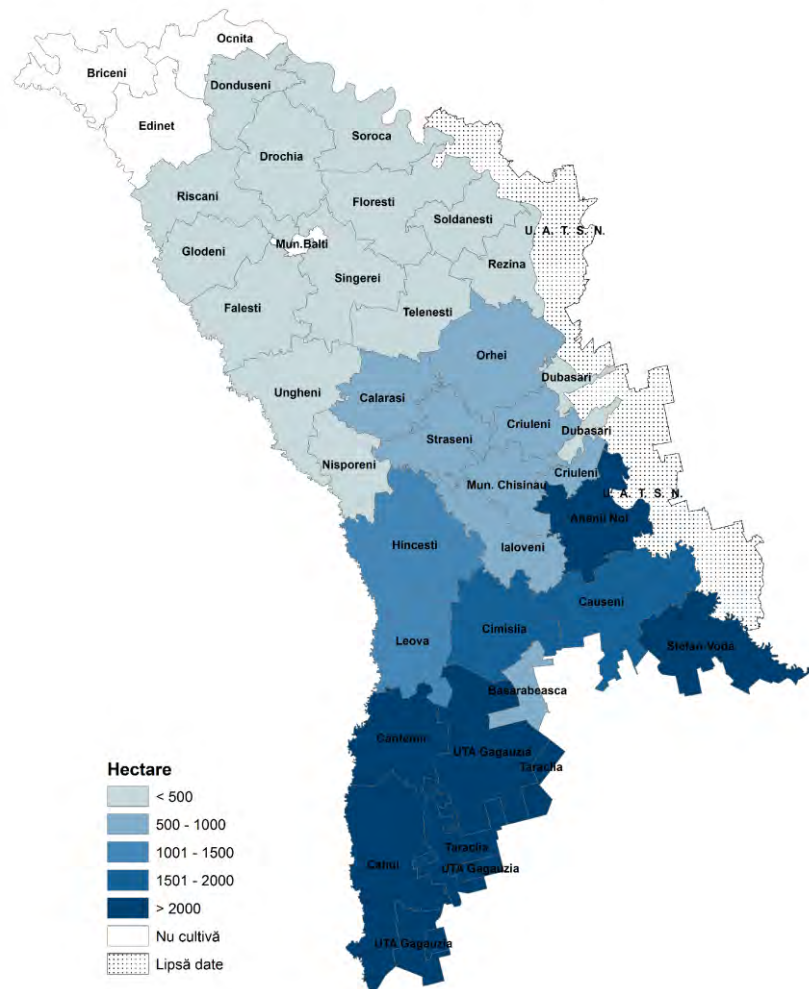 Ocnita
Briceni
Donduseni
Edinet
Soroca
Drochia
Riscani
Floresti
Soldanesti
U. A. T. S. N.
Mun.Balti
Glodeni
Rezina
Singerei
Falesti
Telenesti
Orhei
Dubasari
Ungheni
Calarasi
Criuleni
Dubasari
Straseni
Nisporeni
Criuleni
Mun. Chisinau
U. A. T. S. N.
Anenii Noi
Hincesti
Ialoveni
Causeni
Cimislia
Leova
Stefan-Voda
Basarabeasca
Cantemir
UTA Gagauzia
Taraclia
Hectare
< 500
500 - 1000
1001 - 1500
1501 - 2000
> 2000
Nu cultivă
Lipsă date
Taraclia
Cahul
UTA Gagauzia
UTA Gagauzia